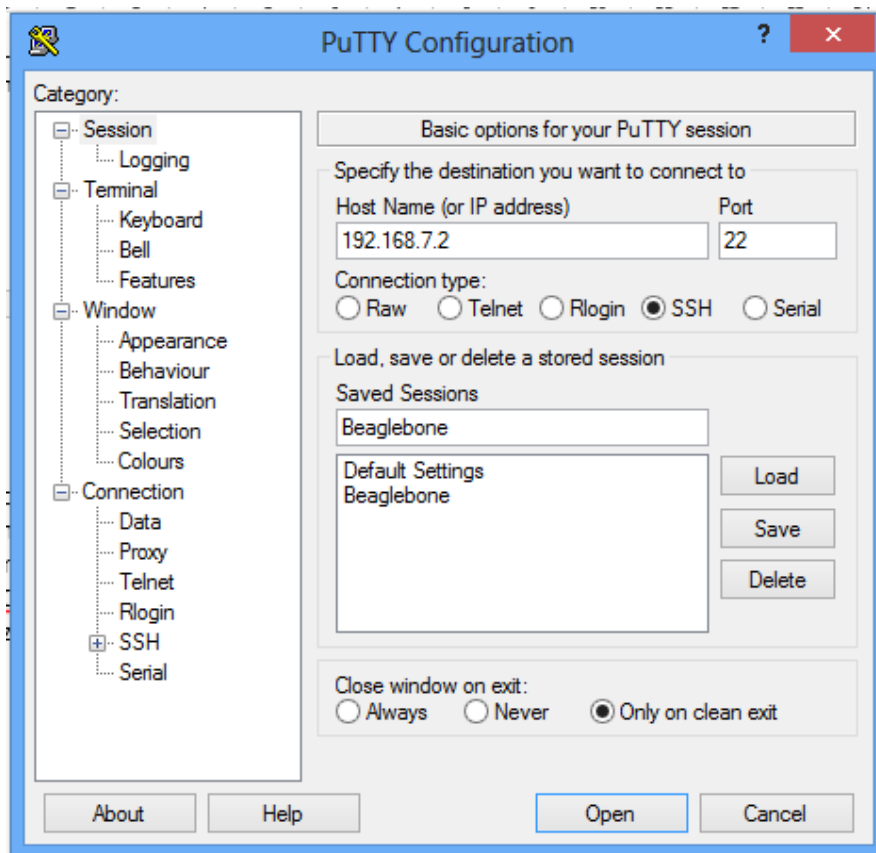 PuTTY Configuration
?
Category:
Session
Logging
Terminal
Keyboard
Bell
Features
Window
Appearance
Behaviour
Translation
Selection
Colours
Connection
Data
Proxy
Telnet
Rlogin
SSH
Serial
Basic options for your PuTTY session
Specify the destination you want to connect to
Host Name (or IP address) Port
192.168.7.2 22
Connection type:
Raw Telnet Rlogin SSH Serial
Load, save or delete a stored session
Saved Sessions
Beaglebone
Default Settings
Beaglebone
Load
Save
Delete
Close window on exit:
Always Never Only on clean exit
About Help Open Cancel